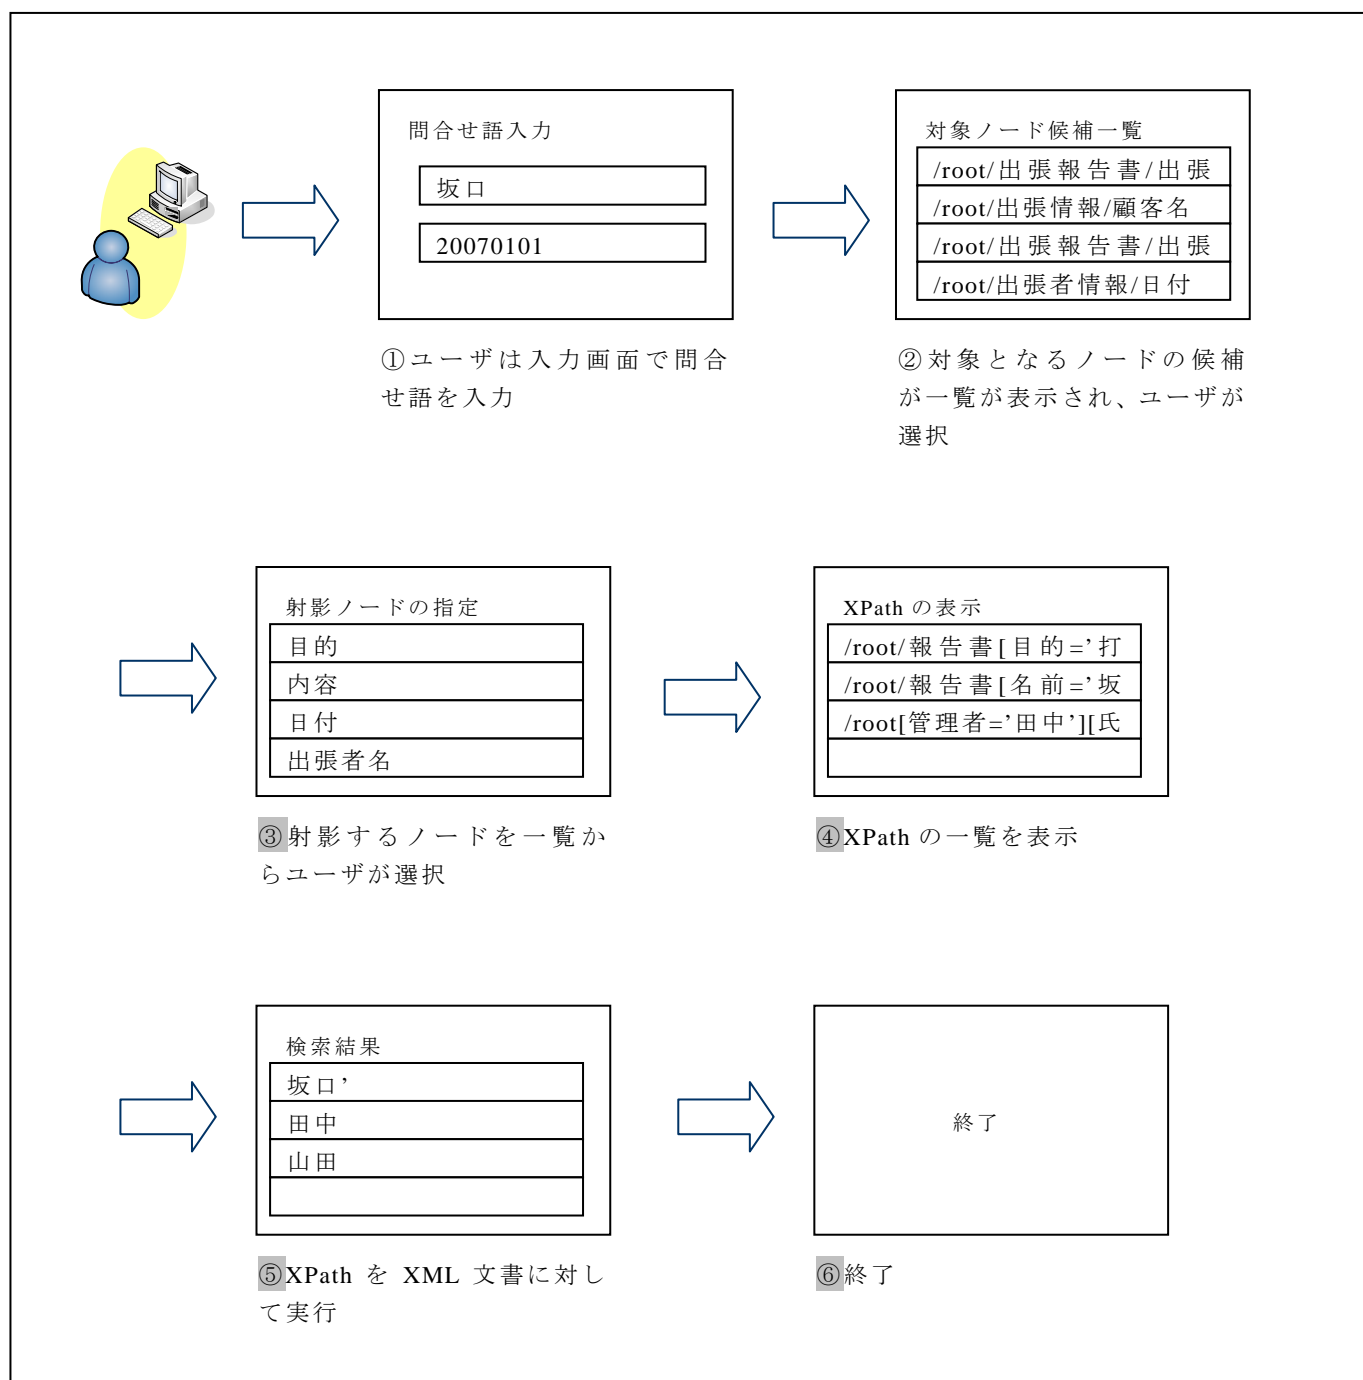 問合せ語入力
坂口
20070101
①ユーザは入力画面で問合
せ語を入力
対象ノード候補一覧
/root/出張報告書/出張
/root/出張情報/顧客名
/root/出張報告書/出張
/root/出張者情報/日付
②対象となるノードの候補
が一覧が表示され、ユーザが
選択
射影ノードの指定
目的
内容
日付
出張者名
③射影するノードを一覧か
らユーザが選択
XPath の表示
/root/報告書[目的=’打
/root/報告書[名前=’坂
/root[管理者=’田中’][氏
④XPath の一覧を表示
検索結果
坂口’
田中
山田
⑤XPath を XML 文書に対し
て実行
終了
⑥終了